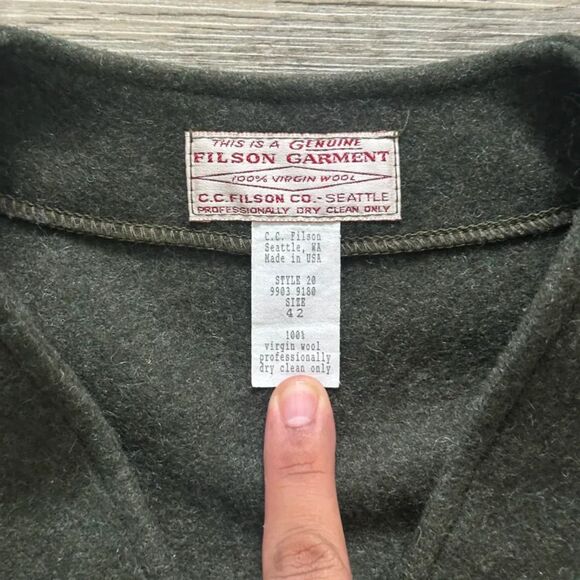 THIS IS A GENUINE
FILSON GARMENT
100% VIRGIN WOOL
C.C. FILSON CO.-SEATTLE
PROFESSIONALLY DRY CLEAN ONLY
C.C. Filson
Seattle, WA
Made in USA
STYLE 20
9903 9180
SIZE
42
100%
virgin wool
professionally
dry clean only